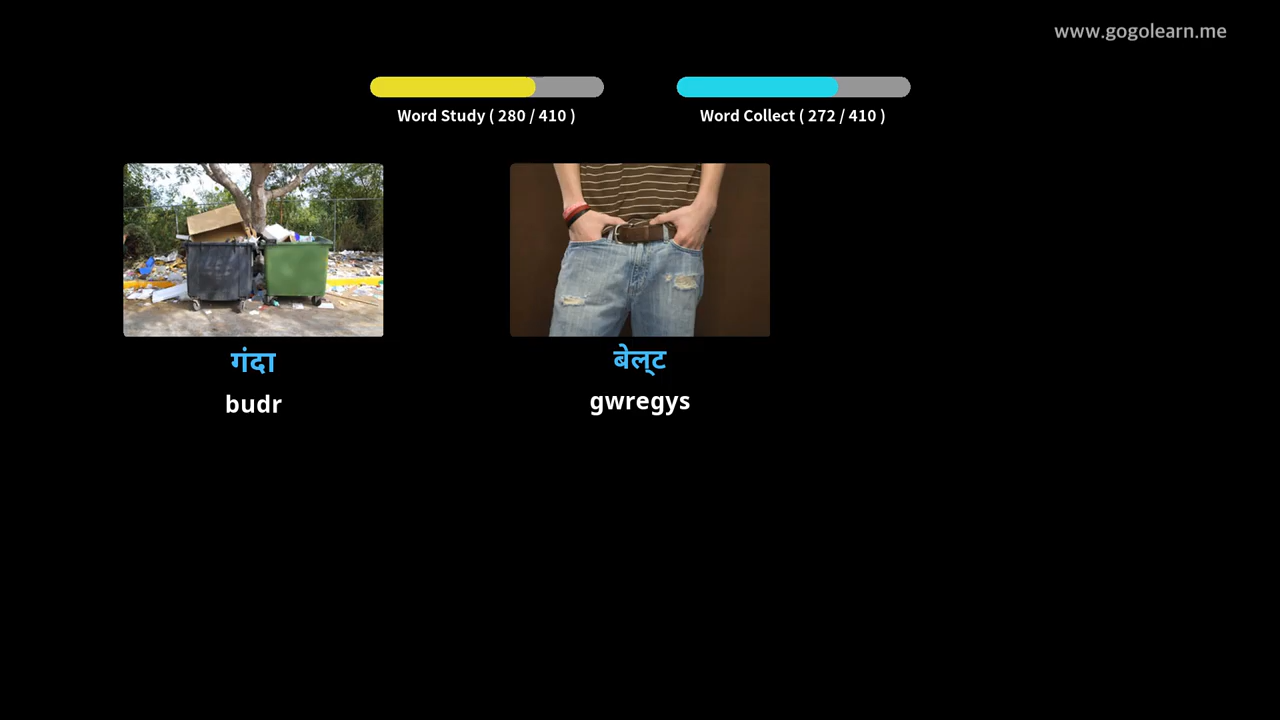 www.gogolearn.me
Word Study ( 280 / 410 )
Word Collect ( 272 / 410 )
गंदा
budr
बेल्ट
gwregys